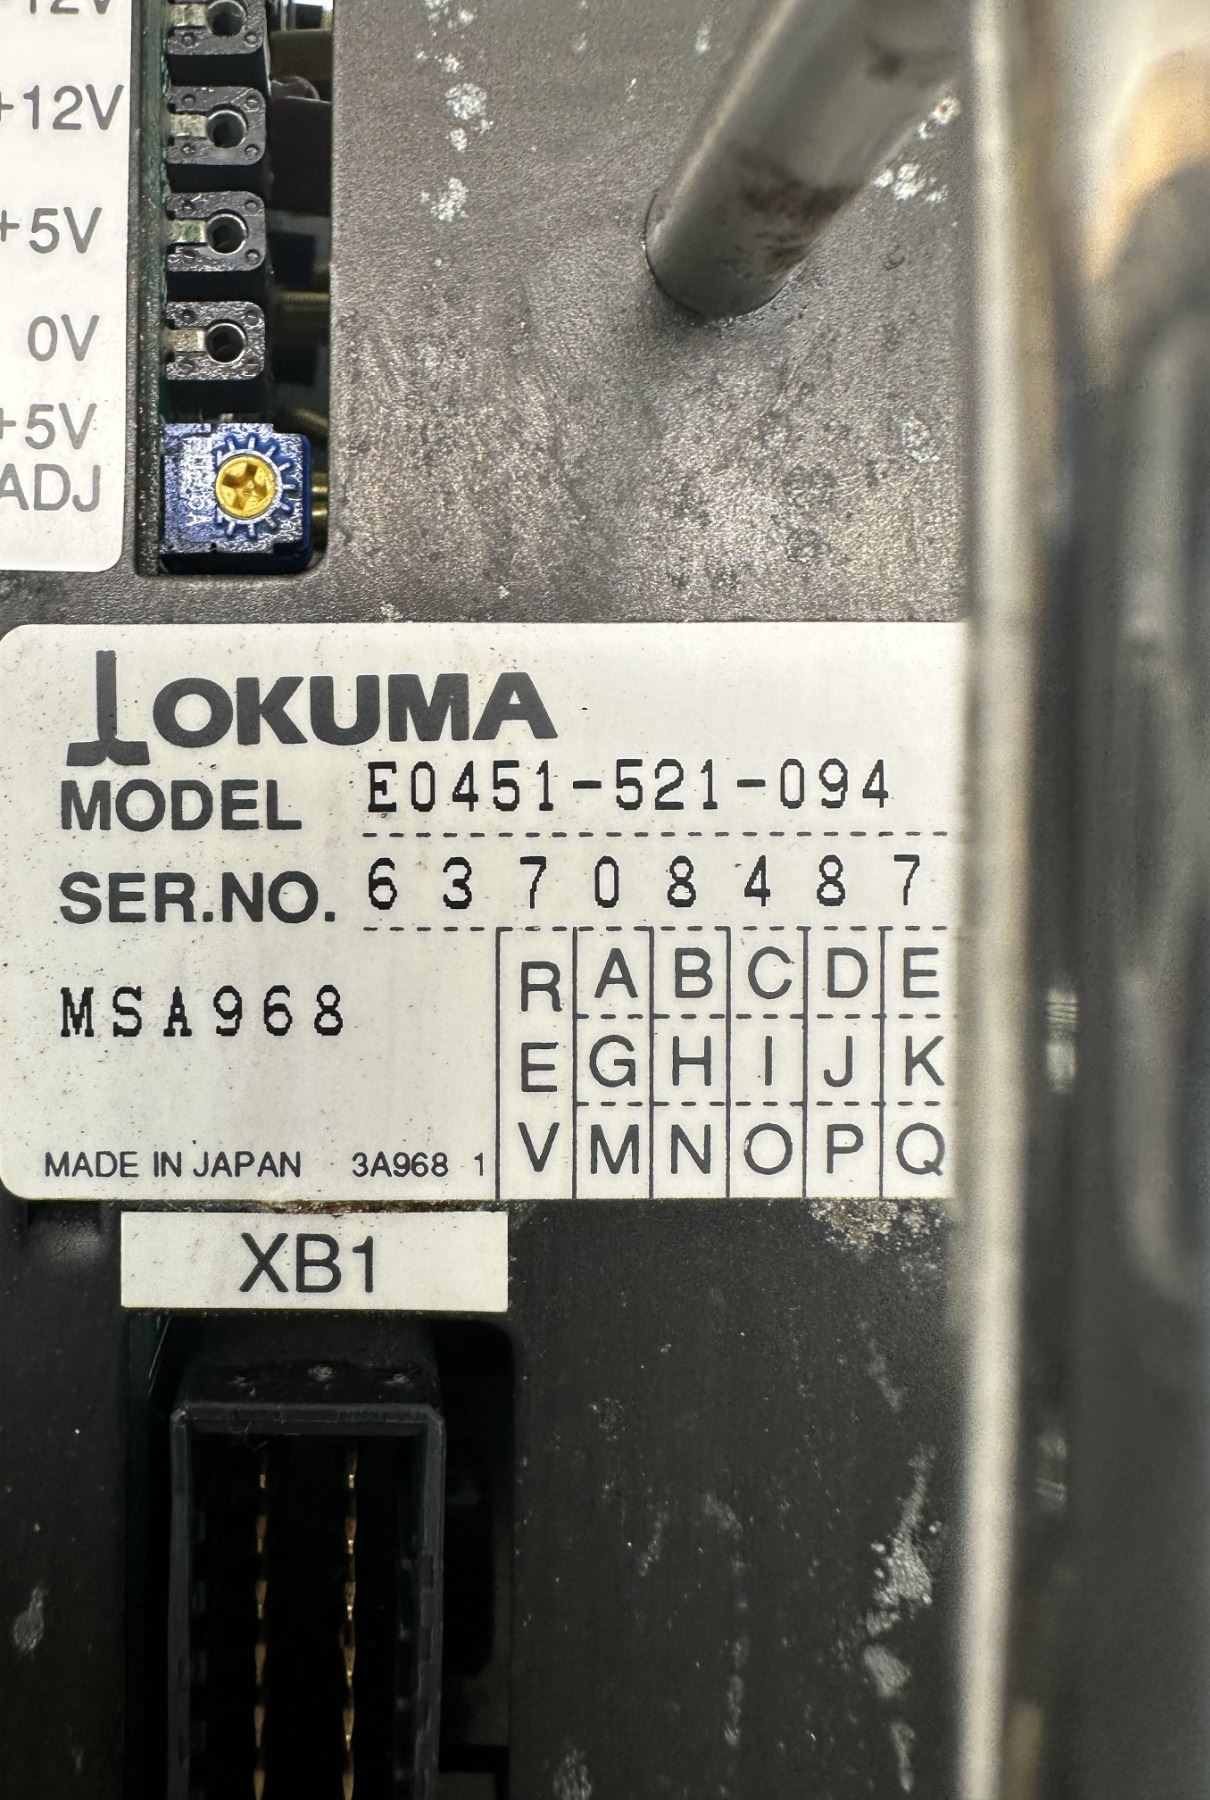 -12V
+12V
+5V
0V
+5V
ADJ
OKUMA
MODEL E0451-521-094
SER.NO. 63708487
MSA968
R A B C D E
E G H I J K
V M N O P Q
MADE IN JAPAN 3A968 1
XB1